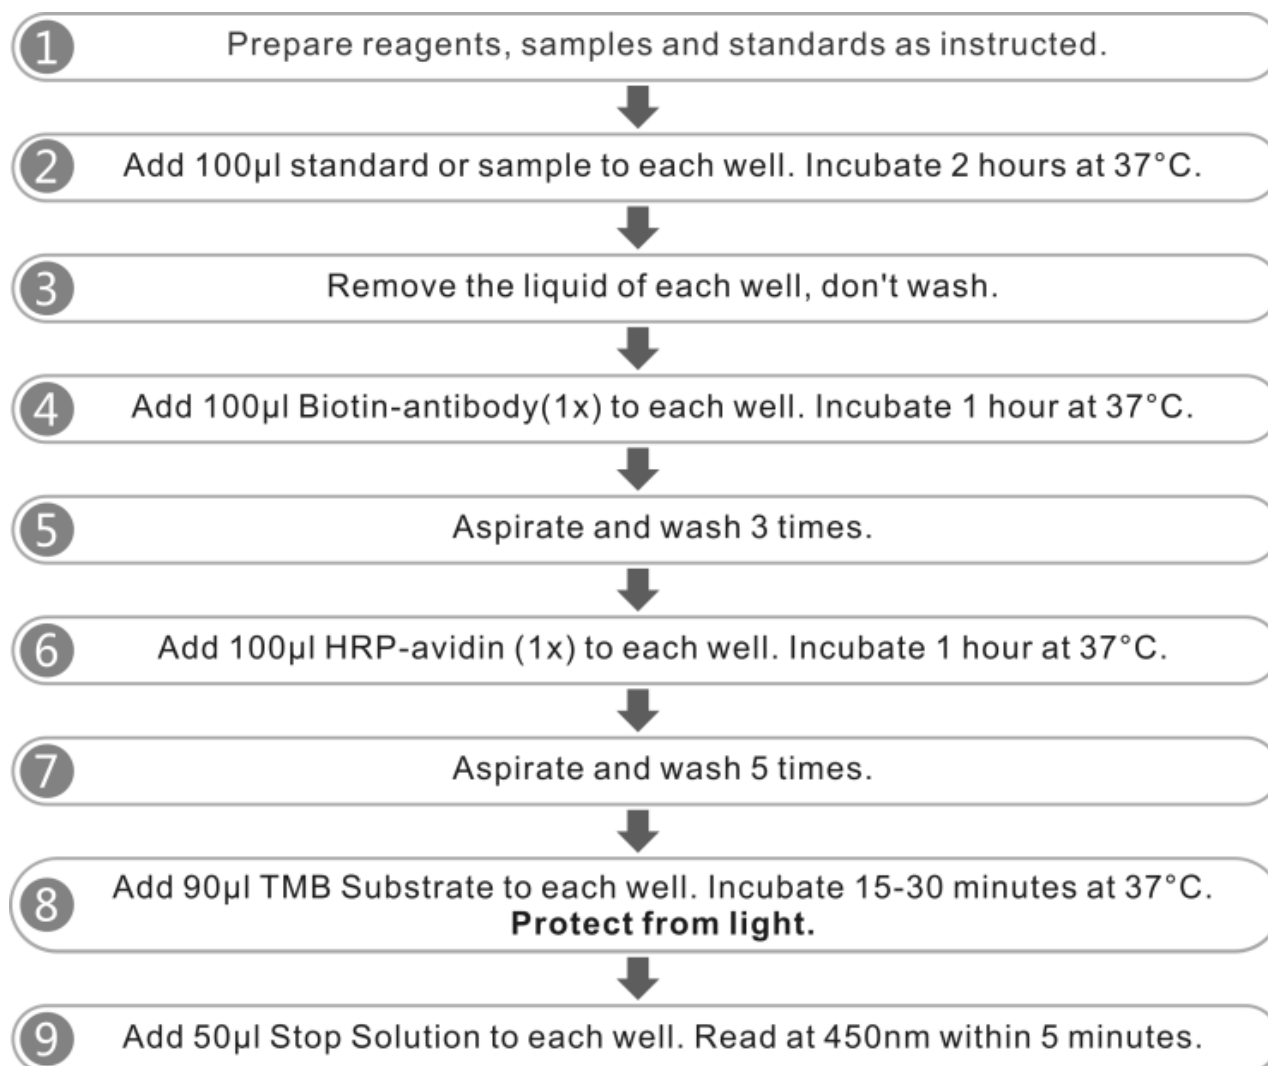 1 Prepare reagents, samples and standards as instructed.
2 Add 100µl standard or sample to each well. Incubate 2 hours at 37°C.
3 Remove the liquid of each well, don't wash.
4 Add 100µl Biotin-antibody(1x) to each well. Incubate 1 hour at 37°C.
5 Aspirate and wash 3 times.
6 Add 100µl HRP-avidin (1x) to each well. Incubate 1 hour at 37°C.
7 Aspirate and wash 5 times.
8 Add 90µl TMB Substrate to each well. Incubate 15-30 minutes at 37°C.
Protect from light.
9 Add 50µl Stop Solution to each well. Read at 450nm within 5 minutes.